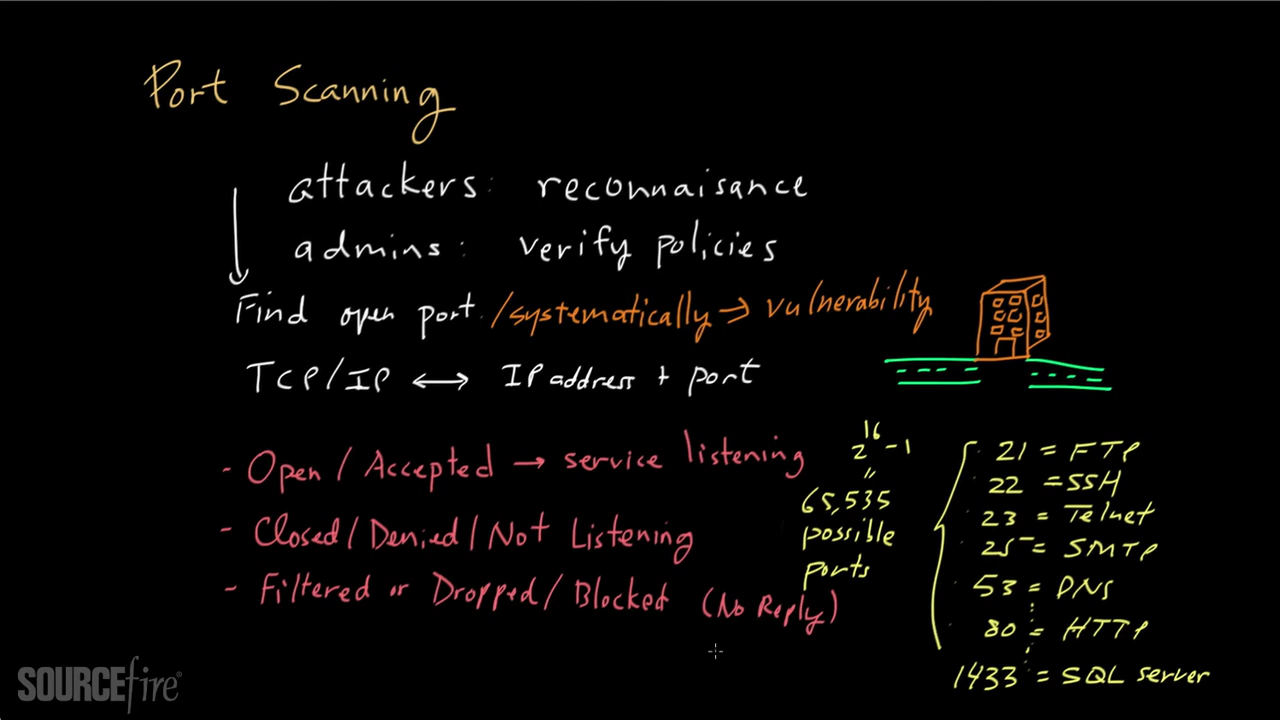 Port Scanning
attackers: reconnaisance
admins: verify policies
Find open port /systematically → vulnerability
TCP/IP ↔ IP address + port
- Open / Accepted → service listening
- Closed/Denied/Not Listening
- Filtered or Dropped/Blocked (No Reply)
2^16 - 1
"
65,535
possible
ports
21 = FTP
22 = SSH
23 = Telnet
25 = SMTP
53 = DNS
80 = HTTP
1433 = SQL server
SOURCEfire®